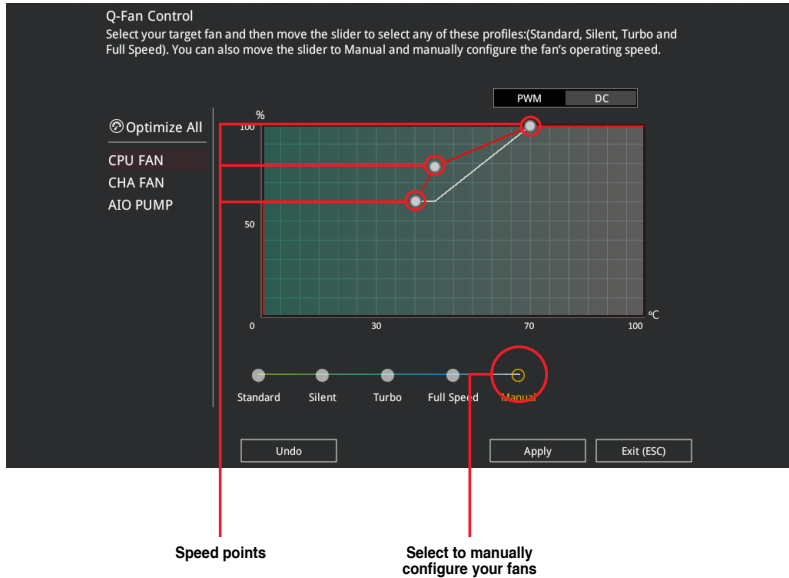 Q-Fan Control
Select your target fan and then move the slider to select any of these profiles:(Standard, Silent, Turbo and
Full Speed). You can also move the slider to Manual and manually configure the fan's operating speed.
PWM DC
Optimize All
CPU FAN
CHA FAN
AIO PUMP
%
100
50
0 30 70 100 ºC
Standard Silent Turbo Full Speed Manual
Undo Apply Exit (ESC)
Speed points
Select to manually
configure your fans